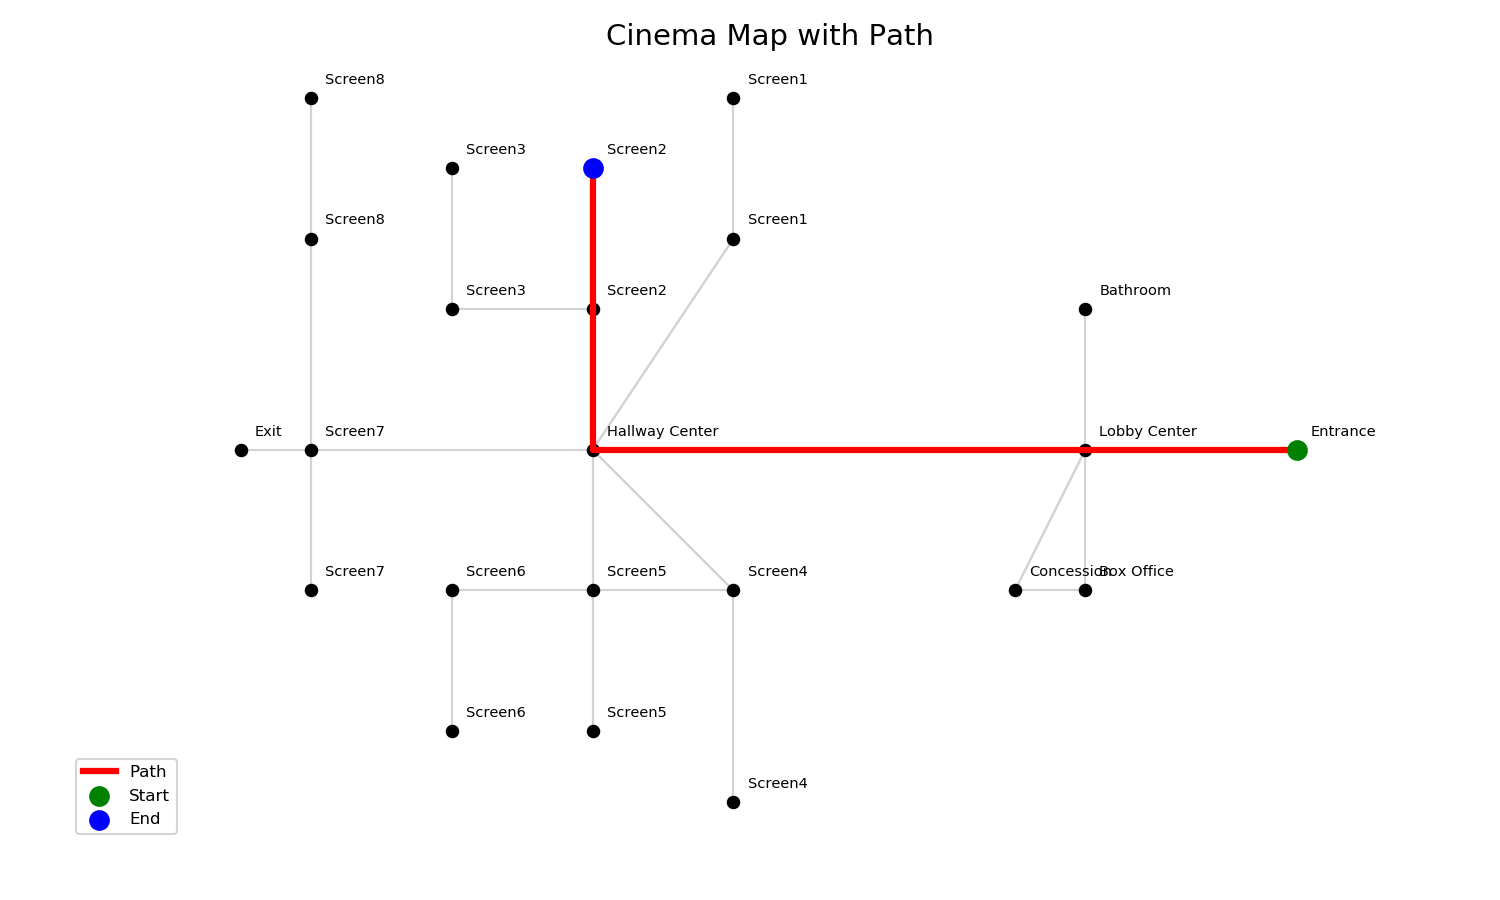 Cinema Map with Path
Screen8
Screen1
Screen3
Screen2
Screen8
Screen1
Screen3
Screen2
Bathroom
Exit
Screen7
Hallway Center
Lobby Center
Entrance
Screen7
Screen6
Screen5
Screen4
Concession
Box Office
Screen6
Screen5
Screen4
Path
Start
End